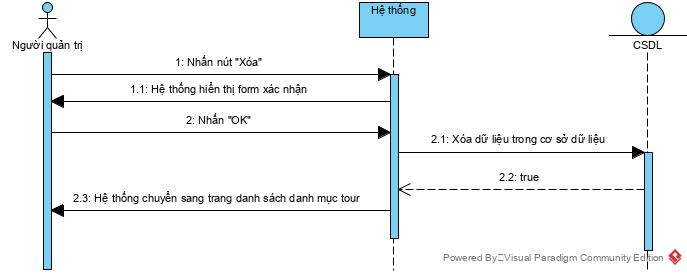 Hệ thống
Người quản trị
CSDL
1: Nhấn nút "Xóa"
1.1: Hệ thống hiển thị form xác nhận
2: Nhấn "OK"
2.1: Xóa dữ liệu trong cơ sở dữ liệu
2.2: true
2.3: Hệ thống chuyển sang trang danh sách danh mục tour
Powered By Visual Paradigm Community Edition